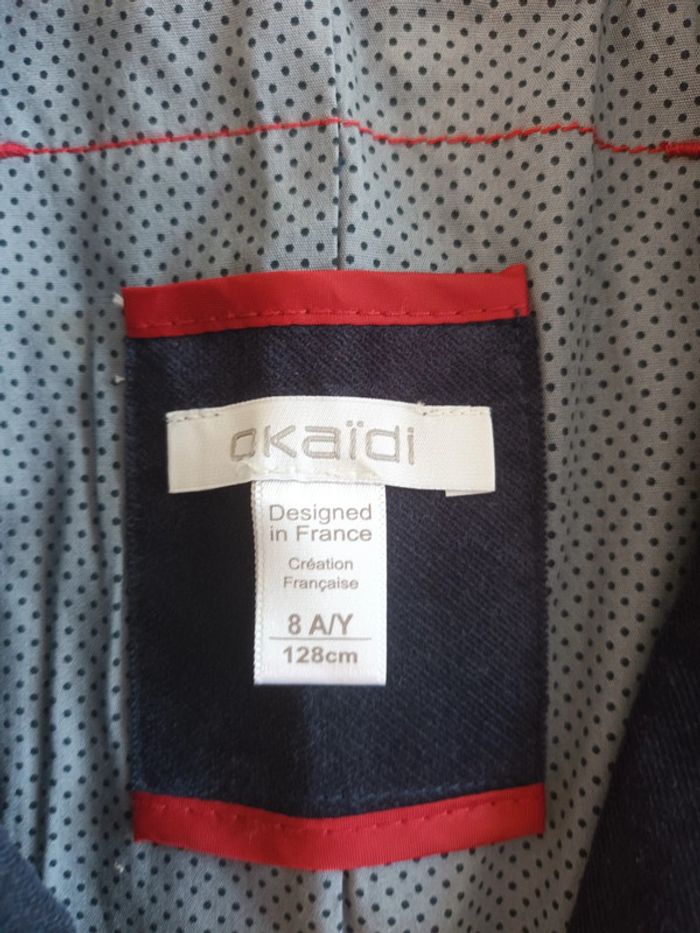 okaïdi
Designed
in France
Création
Française
8 A/Y
128cm